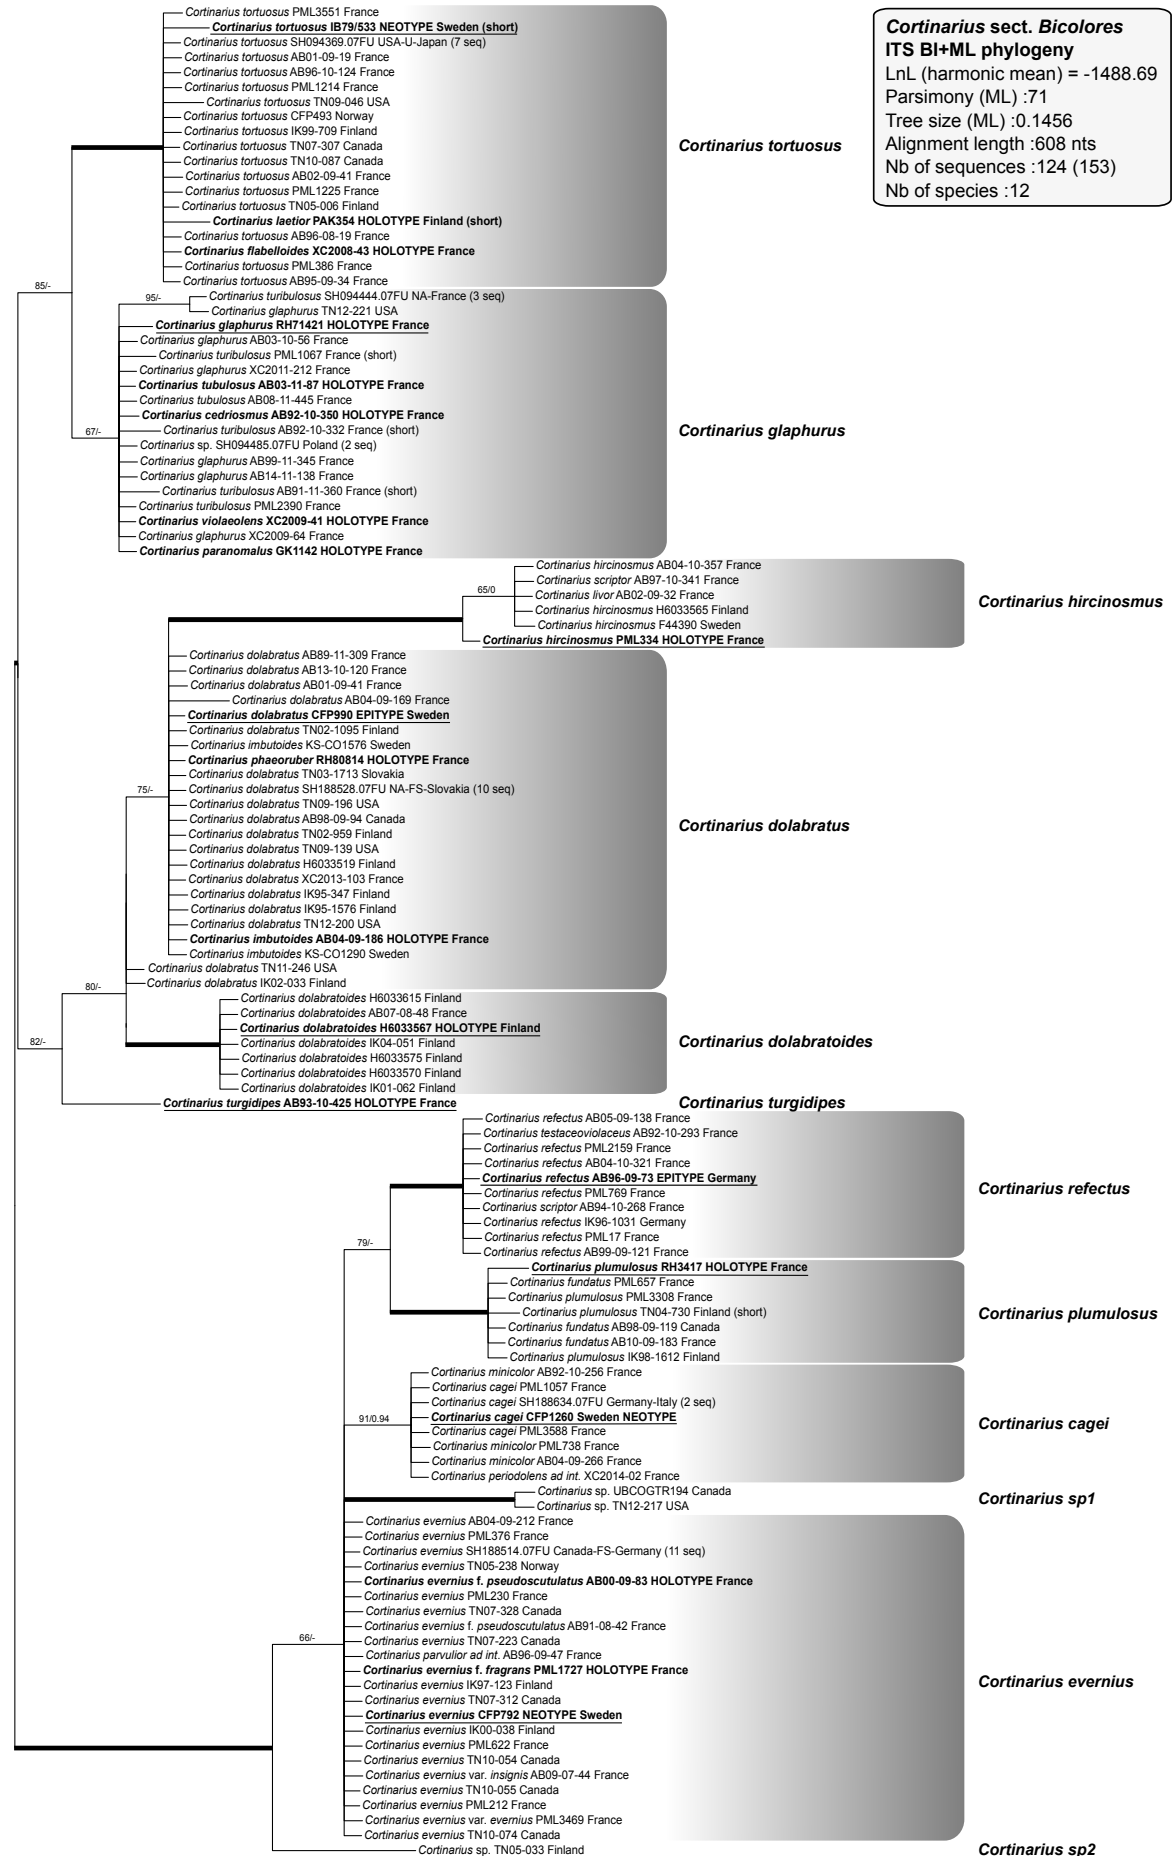 Cortinarius sect. Bicolores
ITS BI+ML phylogeny
LnL (harmonic mean) = -1488.69
Parsimony (ML) :71
Tree size (ML) :0.1456
Alignment length :608 nts
Nb of sequences :124 (153)
Nb of species :12
Cortinarius tortuosus PML3551 France
Cortinarius tortuosus IB79/533 NEOTYPE Sweden (short)
Cortinarius tortuosus SH094369.07FU USA-U-Japan (7 seq)
Cortinarius tortuosus AB01-09-19 France
Cortinarius tortuosus AB96-10-124 France
Cortinarius tortuosus PML1214 France
Cortinarius tortuosus TN09-046 USA
Cortinarius tortuosus CFP493 Norway
Cortinarius tortuosus IK99-709 Finland
Cortinarius tortuosus TN07-307 Canada
Cortinarius tortuosus
Cortinarius tortuosus TN10-087 Canada
Cortinarius tortuosus AB02-09-41 France
Cortinarius tortuosus PML1225 France
Cortinarius tortuosus TN05-006 Finland
Cortinarius laetior PAK354 HOLOTYPE Finland (short)
Cortinarius tortuosus AB96-08-19 France
Cortinarius flabelloides XC2008-43 HOLOTYPE France
Cortinarius tortuosus PML386 France
Cortinarius tortuosus AB95-09-34 France
85/-
95/-
Cortinarius turibulosus SH094444.07FU NA-France (3 seq)
Cortinarius glaphurus TN12-221 USA
Cortinarius glaphurus RH71421 HOLOTYPE France
Cortinarius glaphurus AB03-10-56 France
Cortinarius turibulosus PML1067 France (short)
Cortinarius glaphurus XC2011-212 France
Cortinarius tubulosus AB03-11-87 HOLOTYPE France
Cortinarius tubulosus AB08-11-445 France
Cortinarius cedriosmus AB92-10-350 HOLOTYPE France
Cortinarius turibulosus AB92-10-332 France (short)
67/-
Cortinarius glaphurus
Cortinarius sp. SH094485.07FU Poland (2 seq)
Cortinarius glaphurus AB99-11-345 France
Cortinarius glaphurus AB14-11-138 France
Cortinarius turibulosus AB91-11-360 France (short)
Cortinarius turibulosus PML2390 France
Cortinarius violaeolens XC2009-41 HOLOTYPE France
Cortinarius glaphurus XC2009-64 France
Cortinarius paranomalus GK1142 HOLOTYPE France
Cortinarius hircinosmus AB04-10-357 France
Cortinarius scriptor AB97-10-341 France
65/0
Cortinarius livor AB02-09-32 France
Cortinarius hircinosmus
Cortinarius hircinosmus H6033565 Finland
Cortinarius hircinosmus F44390 Sweden
Cortinarius hircinosmus PML334 HOLOTYPE France
Cortinarius dolabratus AB89-11-309 France
Cortinarius dolabratus AB13-10-120 France
Cortinarius dolabratus AB01-09-41 France
Cortinarius dolabratus AB04-09-169 France
Cortinarius dolabratus CFP990 EPITYPE Sweden
Cortinarius dolabratus TN02-1095 Finland
Cortinarius imbutoides KS-CO1576 Sweden
Cortinarius phaeoruber RH80814 HOLOTYPE France
Cortinarius dolabratus TN03-1713 Slovakia
75/-
Cortinarius dolabratus SH188528.07FU NA-FS-Slovakia (10 seq)
Cortinarius dolabratus TN09-196 USA
Cortinarius dolabratus AB98-09-94 Canada
Cortinarius dolabratus
Cortinarius dolabratus TN02-959 Finland
Cortinarius dolabratus TN09-139 USA
Cortinarius dolabratus H6033519 Finland
Cortinarius dolabratus XC2013-103 France
Cortinarius dolabratus IK95-347 Finland
Cortinarius dolabratus IK95-1576 Finland
Cortinarius dolabratus TN12-200 USA
Cortinarius imbutoides AB04-09-186 HOLOTYPE France
Cortinarius imbutoides KS-CO1290 Sweden
Cortinarius dolabratus TN11-246 USA
Cortinarius dolabratus IK02-033 Finland
80/-
Cortinarius dolabratoides H6033615 Finland
Cortinarius dolabratoides AB07-08-48 France
Cortinarius dolabratoides H6033567 HOLOTYPE Finland
82/-
Cortinarius dolabratoides IK04-051 Finland
Cortinarius dolabratoides
Cortinarius dolabratoides H6033575 Finland
Cortinarius dolabratoides H6033570 Finland
Cortinarius dolabratoides IK01-062 Finland
Cortinarius turgidipes AB93-10-425 HOLOTYPE France
Cortinarius turgidipes
Cortinarius refectus AB05-09-138 France
Cortinarius testaceoviolaceus AB92-10-293 France
Cortinarius refectus PML2159 France
Cortinarius refectus AB04-10-321 France
Cortinarius refectus AB96-09-73 EPITYPE Germany
Cortinarius refectus
Cortinarius refectus PML769 France
Cortinarius scriptor AB94-10-268 France
Cortinarius refectus IK96-1031 Germany
Cortinarius refectus PML17 France
79/-
Cortinarius refectus AB99-09-121 France
Cortinarius plumulosus RH3417 HOLOTYPE France
Cortinarius fundatus PML657 France
Cortinarius plumulosus PML3308 France
Cortinarius plumulosus TN04-730 Finland (short)
Cortinarius plumulosus
Cortinarius fundatus AB98-09-119 Canada
Cortinarius fundatus AB10-09-183 France
Cortinarius plumulosus IK98-1612 Finland
Cortinarius minicolor AB92-10-256 France
Cortinarius cagei PML1057 France
Cortinarius cagei SH188634.07FU Germany-Italy (2 seq)
91/0.94
Cortinarius cagei CFP1260 Sweden NEOTYPE
Cortinarius cagei
Cortinarius cagei PML3588 France
Cortinarius minicolor PML738 France
Cortinarius minicolor AB04-09-266 France
Cortinarius periodolens ad int. XC2014-02 France
Cortinarius sp. UBCOGTR194 Canada
Cortinarius sp1
Cortinarius sp. TN12-217 USA
Cortinarius evernius AB04-09-212 France
Cortinarius evernius PML376 France
Cortinarius evernius SH188514.07FU Canada-FS-Germany (11 seq)
Cortinarius evernius TN05-238 Norway
Cortinarius evernius f. pseudoscutulatus AB00-09-83 HOLOTYPE France
Cortinarius evernius PML230 France
Cortinarius evernius TN07-328 Canada
Cortinarius evernius f. pseudoscutulatus AB91-08-42 France
66/-
Cortinarius evernius TN07-223 Canada
Cortinarius parvulior ad int. AB96-09-47 France
Cortinarius evernius f. fragrans PML1727 HOLOTYPE France
Cortinarius evernius
Cortinarius evernius IK97-123 Finland
Cortinarius evernius TN07-312 Canada
Cortinarius evernius CFP792 NEOTYPE Sweden
Cortinarius evernius IK00-038 Finland
Cortinarius evernius PML622 France
Cortinarius evernius TN10-054 Canada
Cortinarius evernius var. insignis AB09-07-44 France
Cortinarius evernius TN10-055 Canada
Cortinarius evernius PML212 France
Cortinarius evernius var. evernius PML3469 France
Cortinarius evernius TN10-074 Canada
Cortinarius sp. TN05-033 Finland
Cortinarius sp2